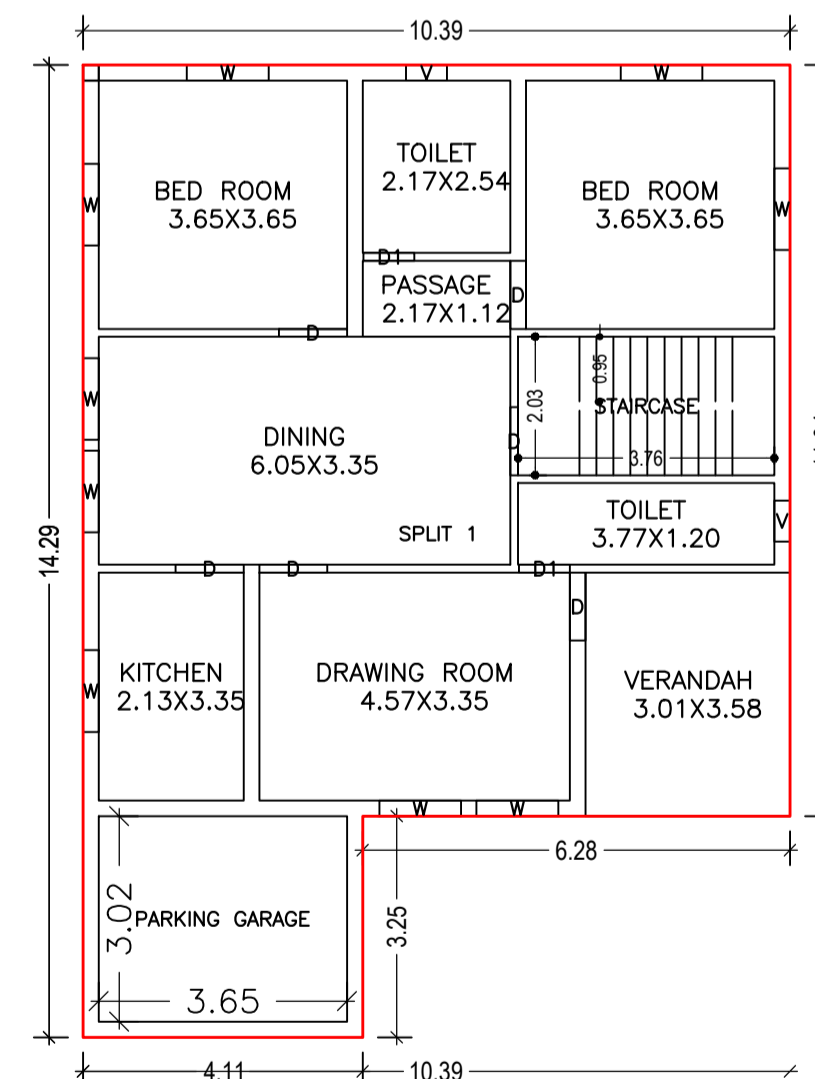 10.39
W V W
TOILET
2.17X2.54
BED ROOM
3.65X3.65
BED ROOM
3.65X3.65
W
W
D1
PASSAGE
2.17X1.12
D
D
0.95
2.03
W
STAIRCASE
D
DINING
6.05X3.35
3.76
W
TOILET
3.77X1.20
V
SPLIT 1
14.29
D D D1
D
KITCHEN
2.13X3.35
DRAWING ROOM
4.57X3.35
VERANDAH
3.01X3.58
W
W W
6.28
3.02
PARKING GARAGE
3.25
3.65
4.11 10.39